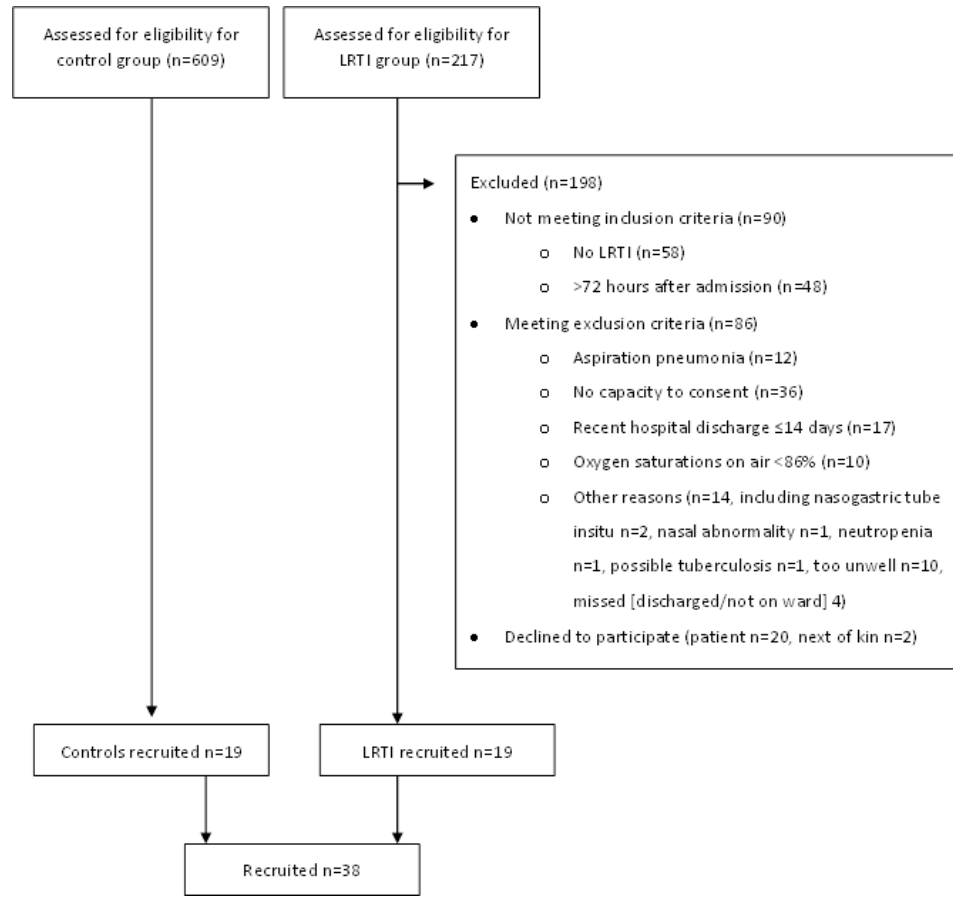 Assessed for eligibility for
control group (n=609)
Assessed for eligibility for
LRTI group (n=217)
Excluded (n=198)
● Not meeting inclusion criteria (n=90)
o No LRTI (n=58)
o >72 hours after admission (n=48)
● Meeting exclusion criteria (n=86)
o Aspiration pneumonia (n=12)
o No capacity to consent (n=36)
o Recent hospital discharge ≤14 days (n=17)
o Oxygen saturations on air <86% (n=10)
o Other reasons (n=14, including nasogastric tube
insitu n=2, nasal abnormality n=1, neutropenia
n=1, possible tuberculosis n=1, too unwell n=10,
missed [discharged/not on ward] 4)
● Declined to participate (patient n=20, next of kin n=2)
Controls recruited n=19
LRTI recruited n=19
Recruited n=38